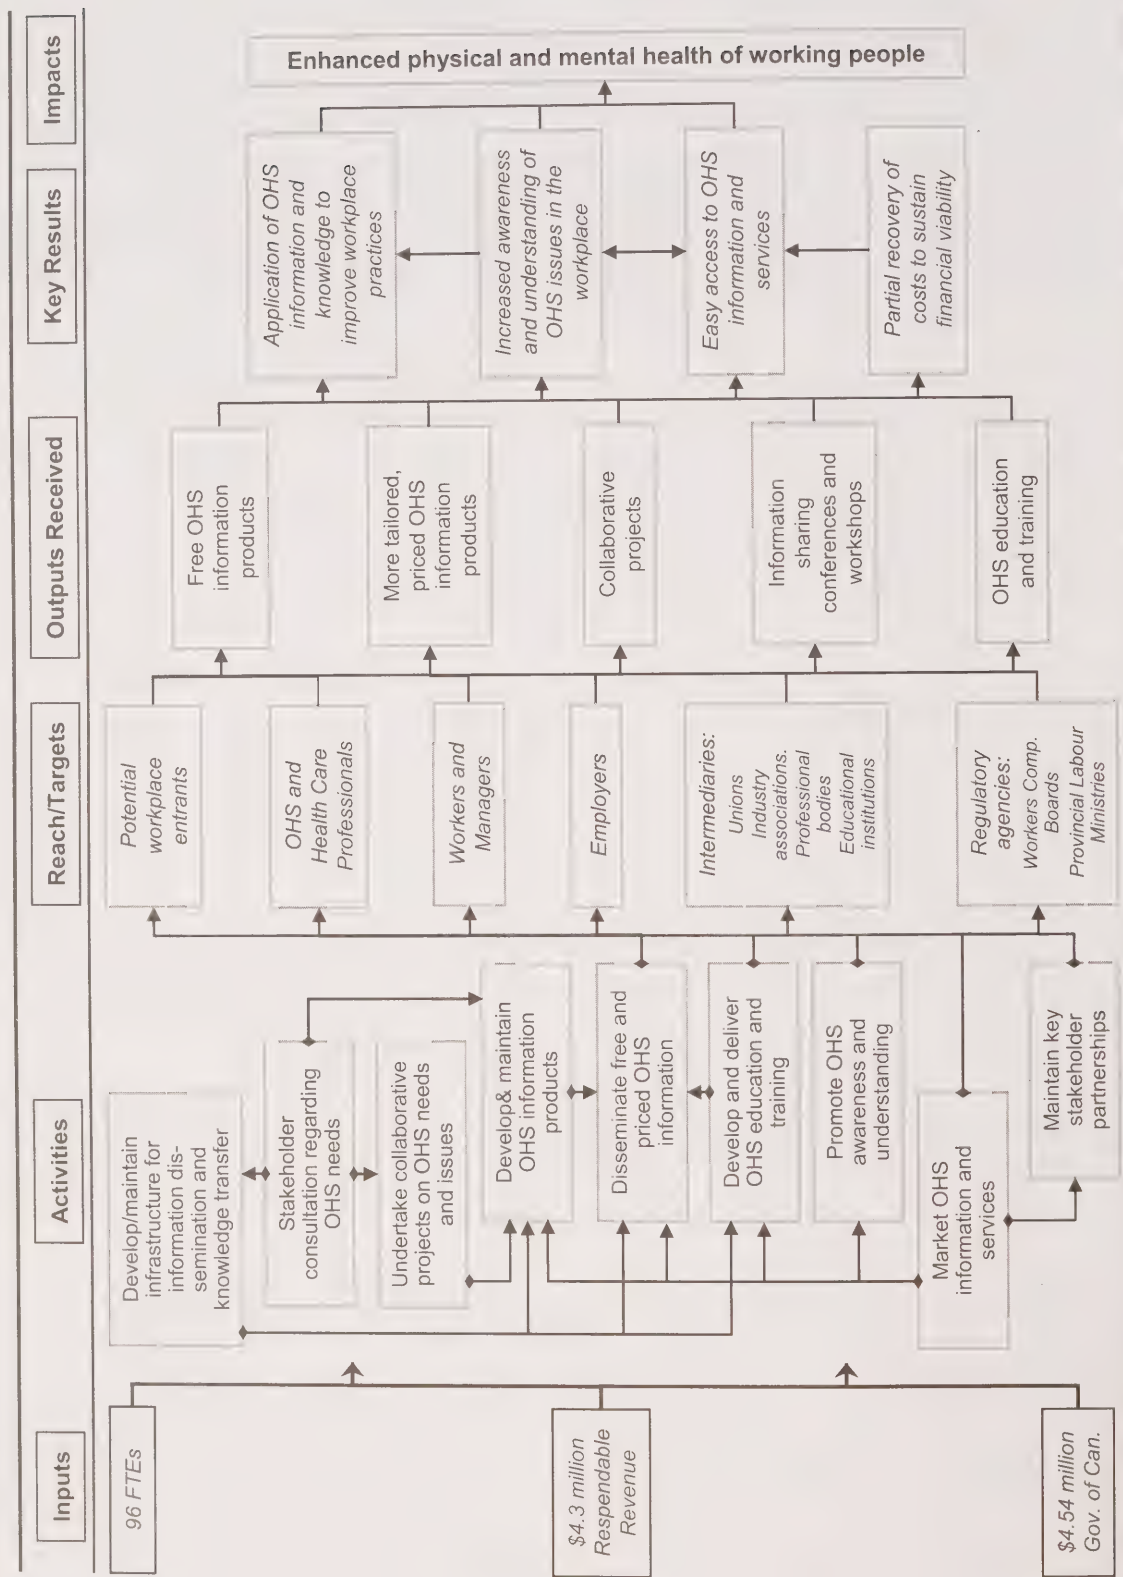 Inputs
Activities
Reach/Targets
Outputs Received
Key Results
Impacts
96 FTEs
$4.3 million
Respendable
Revenue
$4.54 million
Gov. of Can.
Develop/maintain
infrastructure for
information dis-
semination and
knowledge transfer
Stakeholder
consultation regarding
OHS needs
Undertake collaborative
projects on OHS needs
and issues
Develop& maintain
OHS information
products
Disseminate free and
priced OHS
information
Develop and deliver
OHS education and
training
Promote OHS
awareness and
understanding
Market OHS
information and
services
Maintain key
stakeholder
partnerships
Potential
workplace
entrants
OHS and
Health Care
Professionals
Workers and
Managers
Employers
Intermediaries:
Unions
Industry
associations.
Professional
bodies
Educational
institutions
Regulatory
agencies:
Workers Comp.
Boards
Provincial Labour
Ministries
Free OHS
information
products
More tailored,
priced OHS
information
products
Collaborative
projects
Information
sharing
conferences and
workshops
OHS education
and training
Application of OHS
information and
knowledge to
improve workplace
practices
Increased awareness
and understanding of
OHS issues in the
workplace
Easy access to OHS
information and
services
Partial recovery of
costs to sustain
financial viability
Enhanced physical and mental health of working people